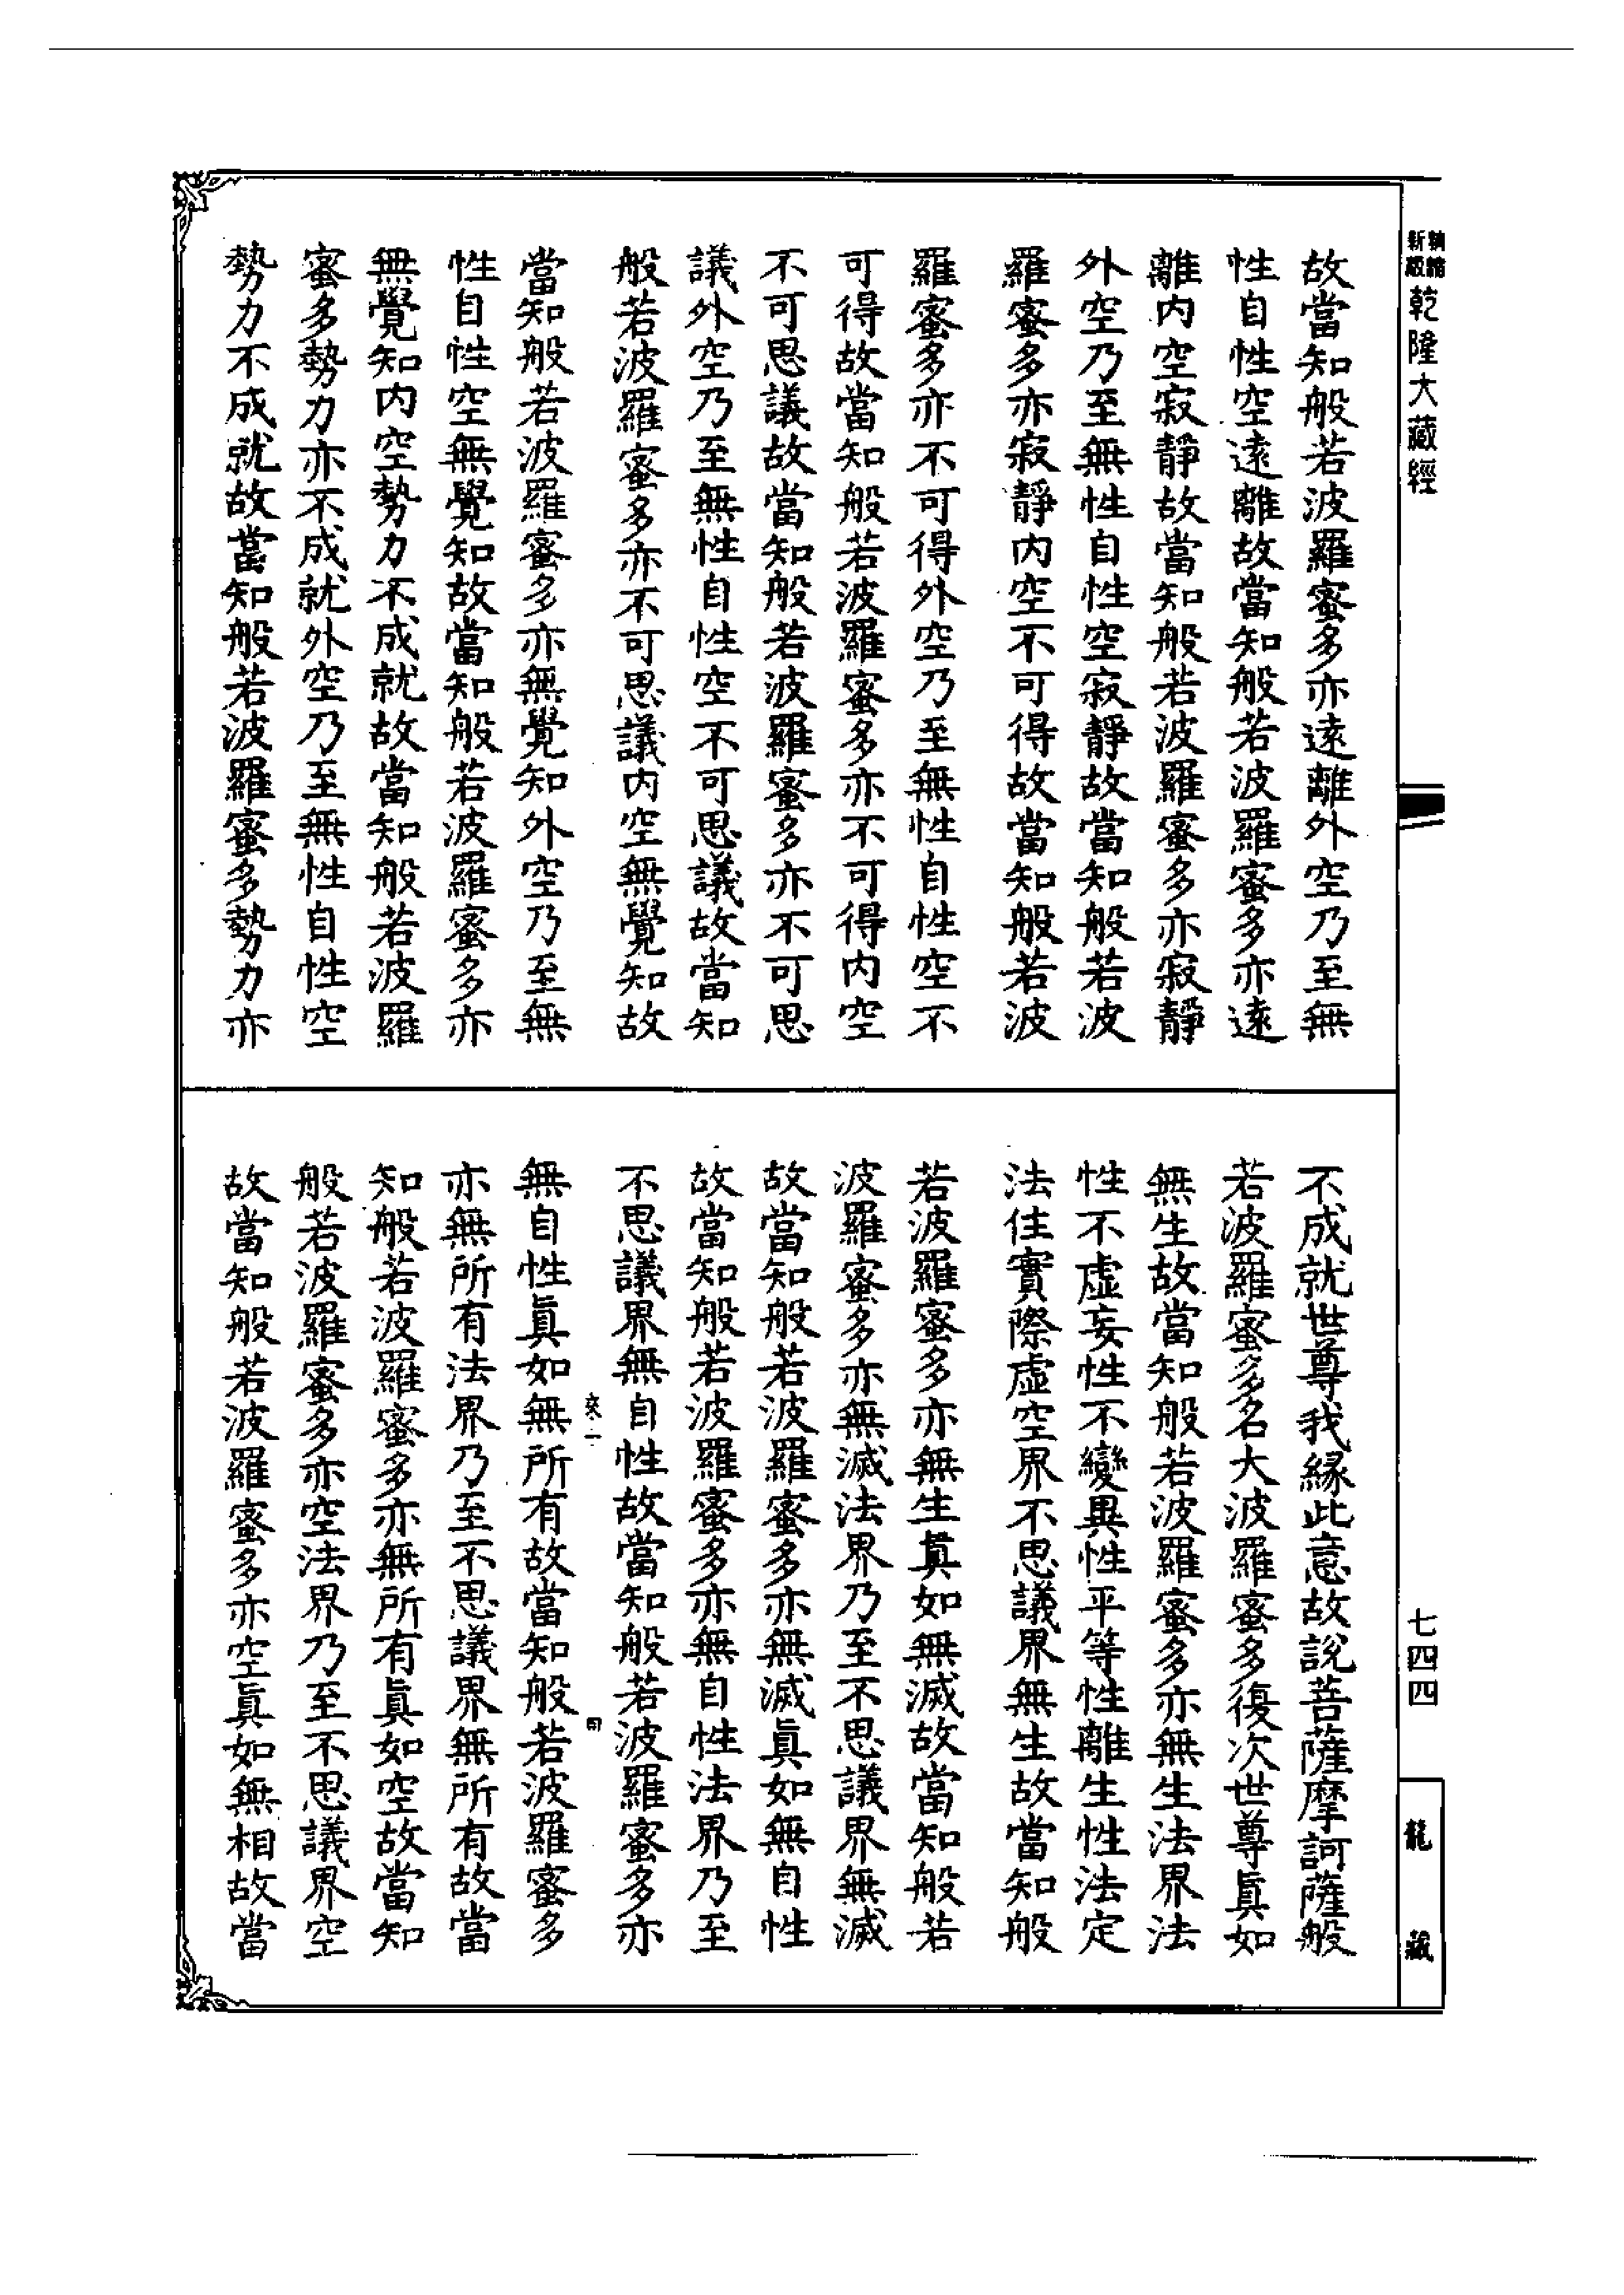 新編縮版乾隆大藏經
故當知般若波羅蜜多亦遠離外空乃至無
性自性空遠離故當知般若波羅蜜多亦遠
離內空寂靜故當知般若波羅蜜多亦寂靜
外空乃至無性自性空寂靜故當知般若波
羅蜜多亦寂靜內空不可得故當知般若波
羅蜜多亦不可得外空乃至無性自性空不
可得故當知般若波羅蜜多亦不可得內空
不可思議故當知般若波羅蜜多亦不可思
議外空乃至無性自性空不可思議故當知
般若波羅蜜多亦不可思議內空無覺知故
當知般若波羅蜜多亦無覺知外空乃至無
性自性空無覺知故當知般若波羅蜜多亦
無覺知內空勢力不成就故當知般若波羅
蜜多勢力亦不成就外空乃至無性自性空
勢力不成就故當知般若波羅蜜多勢力亦
不成就世尊我緣此意故說菩薩摩訶薩般
若波羅蜜多名大波羅蜜多復次世尊真如
無生故當知般若波羅蜜多亦無生法界法
性不虛妄性不變異性平等性離生性法定
法住實際虛空界不思議界無生故當知般
若波羅蜜多亦無生真如無滅故當知般若
波羅蜜多亦無滅法界乃至不思議界無滅
故當知般若波羅蜜多亦無滅真如無自性
故當知般若波羅蜜多亦無自性法界乃至
不思議界無自性故當知般若波羅蜜多亦
無自性真如無所有故當知般若波羅蜜多
亦無所有法界乃至不思議界無所有故當
知般若波羅蜜多亦無所有真如空故當知
般若波羅蜜多亦空法界乃至不思議界空
故當知般若波羅蜜多亦空真如無相故當
七四四
龍藏